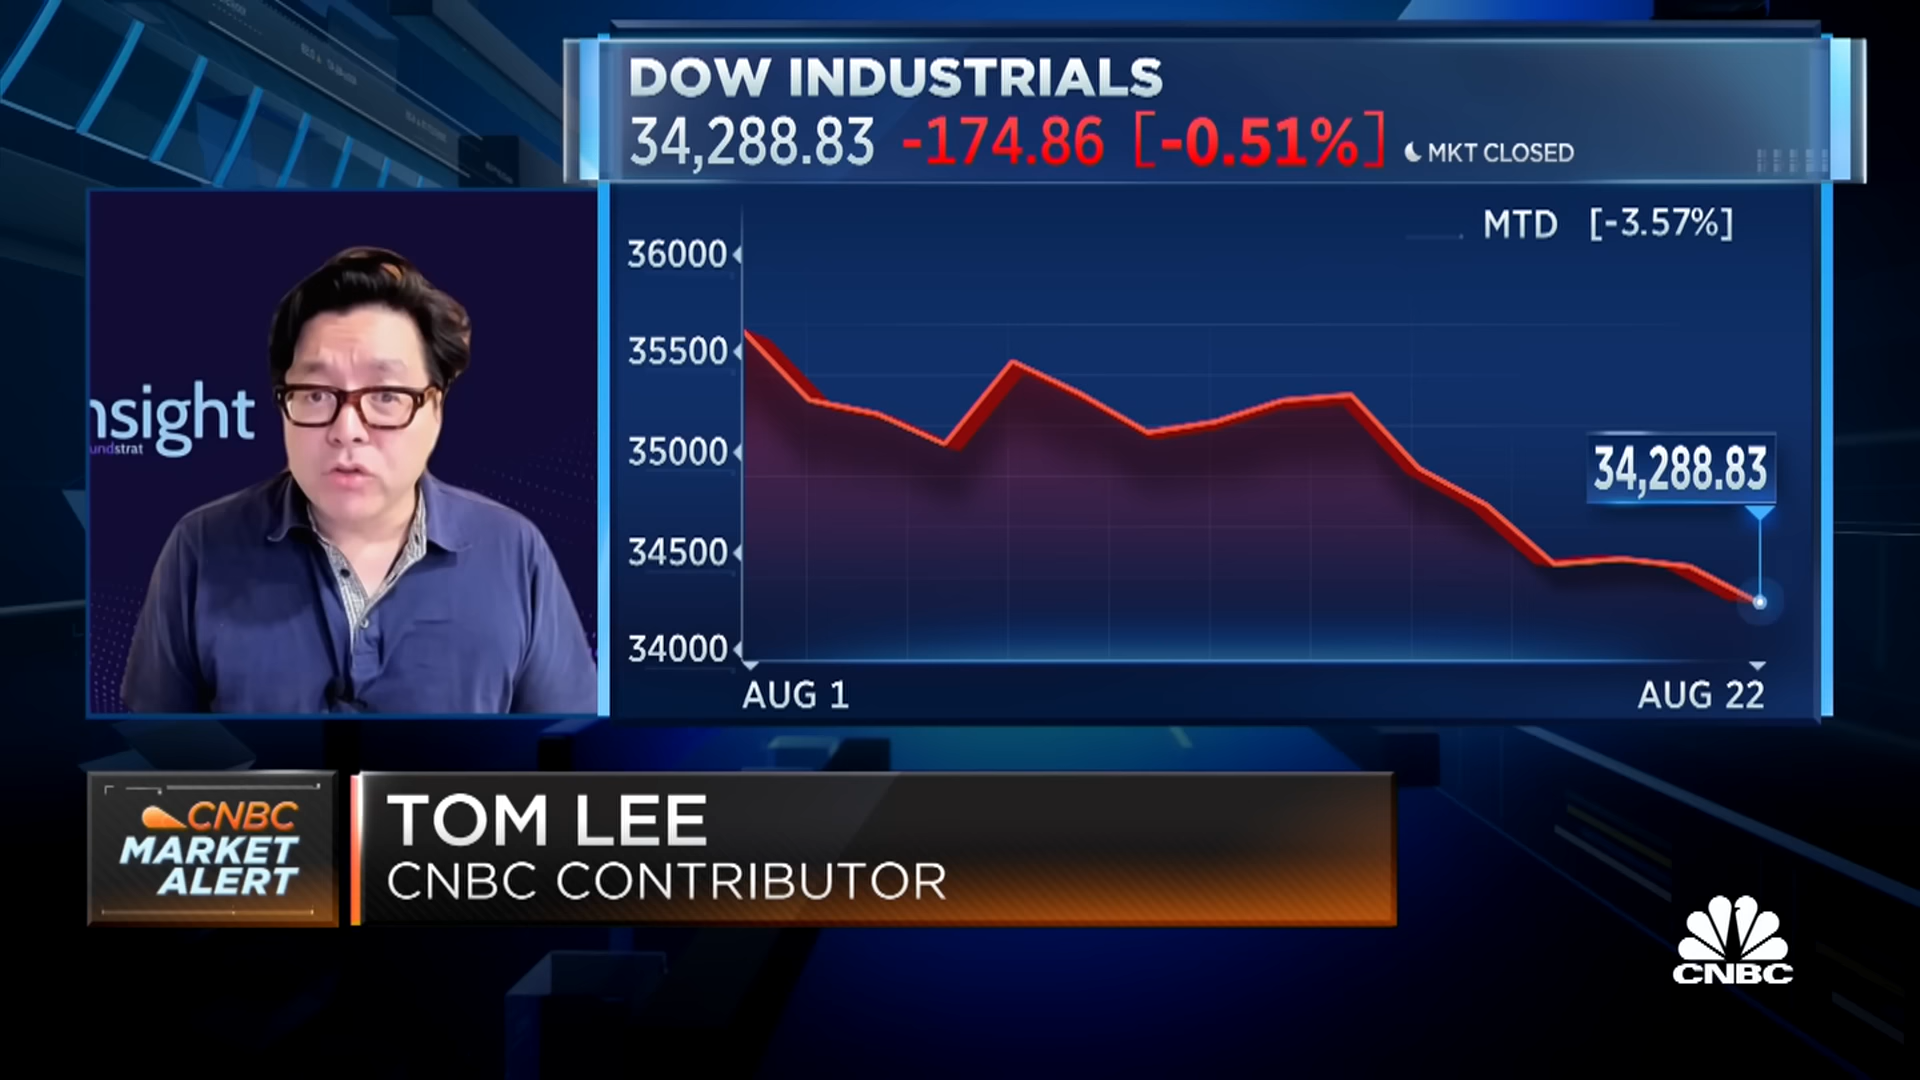 DOW INDUSTRIALS
34,288.83 -174.86 [-0.51%] MKT CLOSED
MTD [-3.57%]
36000
35500
35000
34500
34000
34,288.83
AUG 1
AUG 22
nsight
undstrat
CNBC
MARKET
ALERT
TOM LEE
CNBC CONTRIBUTOR
CNBC